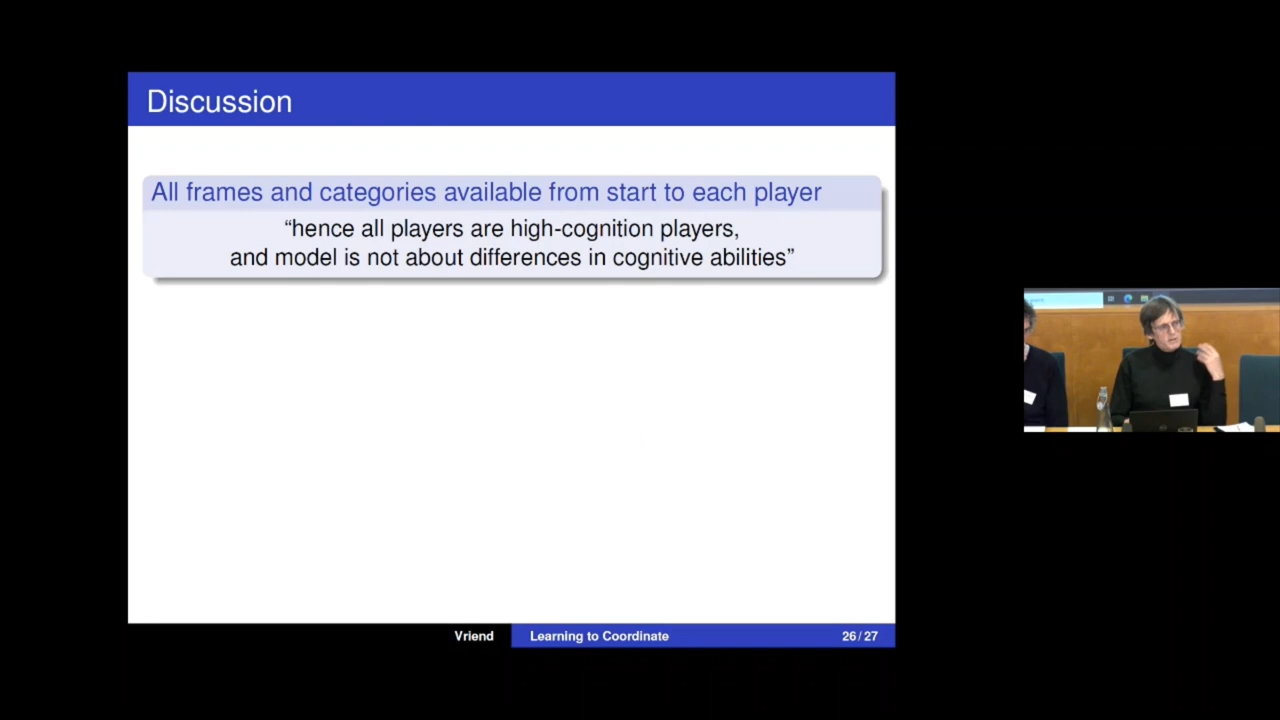 Discussion
All frames and categories available from start to each player
“hence all players are high-cognition players,
and model is not about differences in cognitive abilities”
Vriend
Learning to Coordinate
26/27